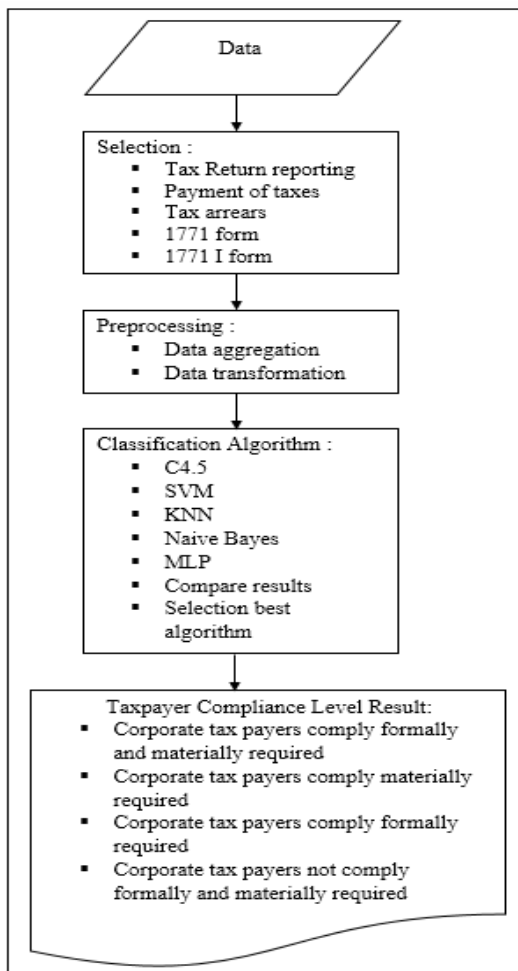 Data
Selection :
▪ Tax Return reporting
▪ Payment of taxes
▪ Tax arrears
▪ 1771 form
▪ 1771 I form
Preprocessing :
▪ Data aggregation
▪ Data transformation
Classification Algorithm :
▪ C4.5
▪ SVM
▪ KNN
▪ Naive Bayes
▪ MLP
▪ Compare results
▪ Selection best
algorithm
Taxpayer Compliance Level Result:
▪ Corporate tax payers comply formally
and materially required
▪ Corporate tax payers comply materially
required
▪ Corporate tax payers comply formally
required
▪ Corporate tax payers not comply
formally and materially required